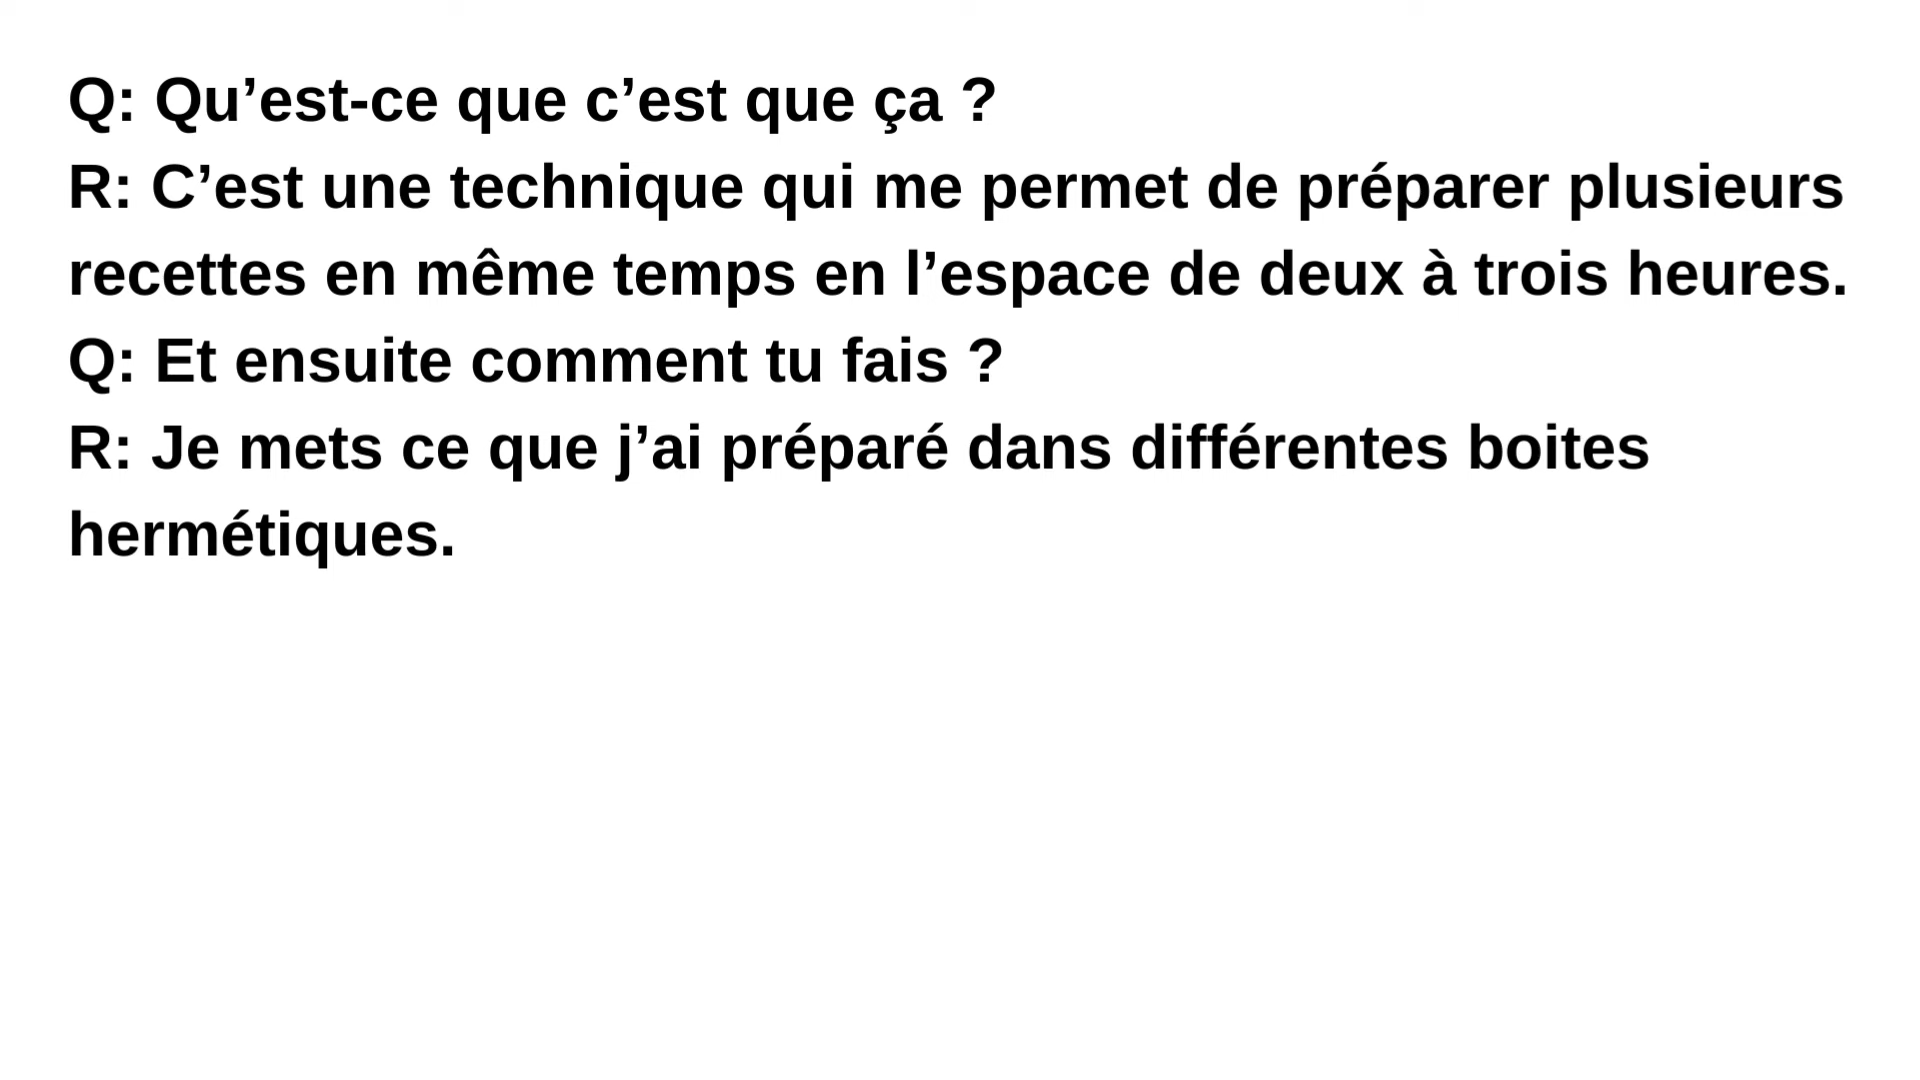 Q: Qu’est-ce que c’est que ça ?
R: C’est une technique qui me permet de préparer plusieurs
recettes en même temps en l’espace de deux à trois heures.
Q: Et ensuite comment tu fais ?
R: Je mets ce que j’ai préparé dans différentes boites
hermétiques.